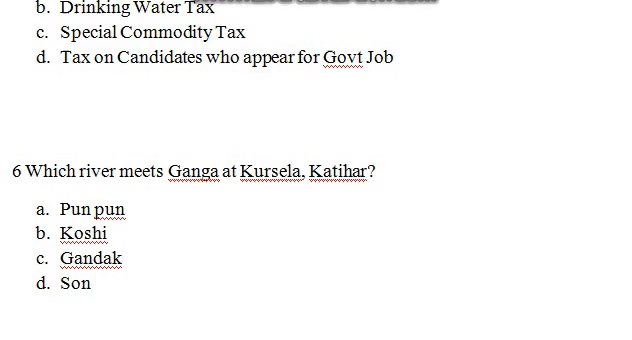 b. Drinking Water Tax
c. Special Commodity Tax
d. Tax on Candidates who appear for Govt Job
6 Which river meets Ganga at Kursela, Katihar?
a. Pun pun
b. Koshi
c. Gandak
d. Son